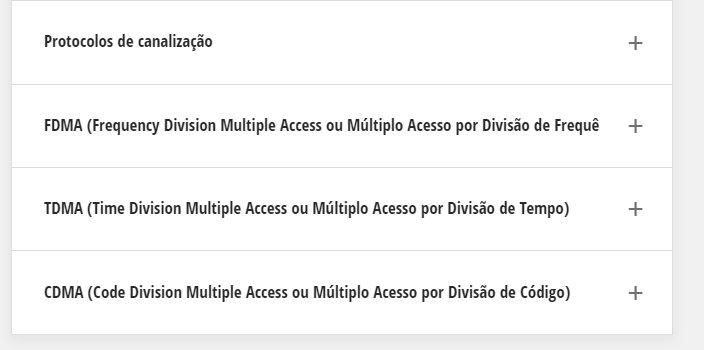 Protocolos de canalização
FDMA (Frequency Division Multiple Access ou Múltiplo Acesso por Divisão de Frequê
TDMA (Time Division Multiple Access ou Múltiplo Acesso por Divisão de Tempo)
CDMA (Code Division Multiple Access ou Múltiplo Acesso por Divisão de Código)